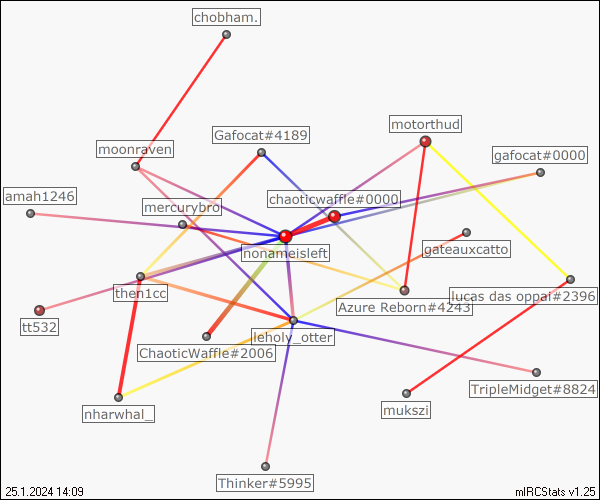 chobham.
Gafocat#4189
motorthud
moonraven
gafocat#0000
amah1246
chaoticwaffle#0000
mercurybro
nonameisleft
gateauxcatto
then1cc
Azure Reborn#4243
lucas das oppai#2396
tt532
leholy_otter
ChaoticWaffle#2006
TripleMidget#8824
nharwhal_
mukszi
Thinker#5995
25.1.2024 14:09
mIRCStats v1.25